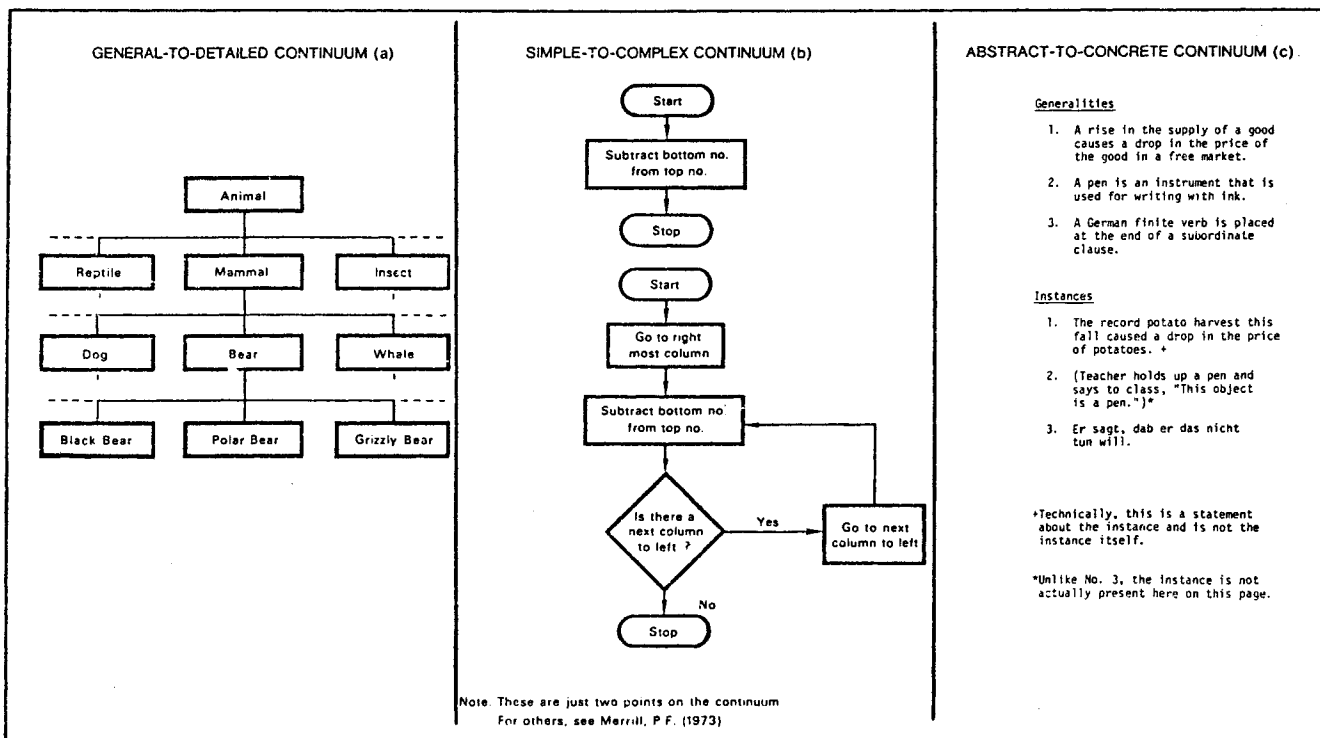 GENERAL-TO-DETAILED CONTINUUM (a)
Animal
Reptile
Mammal
Insect
Dog
Bear
Whale
Black Bear
Polar Bear
Grizzly Bear
SIMPLE-TO-COMPLEX CONTINUUM (b)
Start
Subtract bottom no.
from top no.
Stop
Start
Go to right
most column
Subtract bottom no.
from top no.
Is there a
next column
to left ?
Yes
Go to next
column to left
No
Stop
Note. These are just two points on the continuum
For others, see Merrill, P F. (1973)
ABSTRACT-TO-CONCRETE CONTINUUM (c)
Generalities
1. A rise in the supply of a good
causes a drop in the price of
the good in a free market.
2. A pen is an instrument that is
used for writing with ink.
3. A German finite verb is placed
at the end of a subordinate
clause.
Instances
1. The record potato harvest this
fall caused a drop in the price
of potatoes. +
2. (Teacher holds up a pen and
says to class, "This object
is a pen.")*
3. Er sagt, dab er das nicht
tun will.
+Technically, this is a statement
about the instance and is not the
instance itself.
*Unlike No. 3, the instance is not
actually present here on this page.